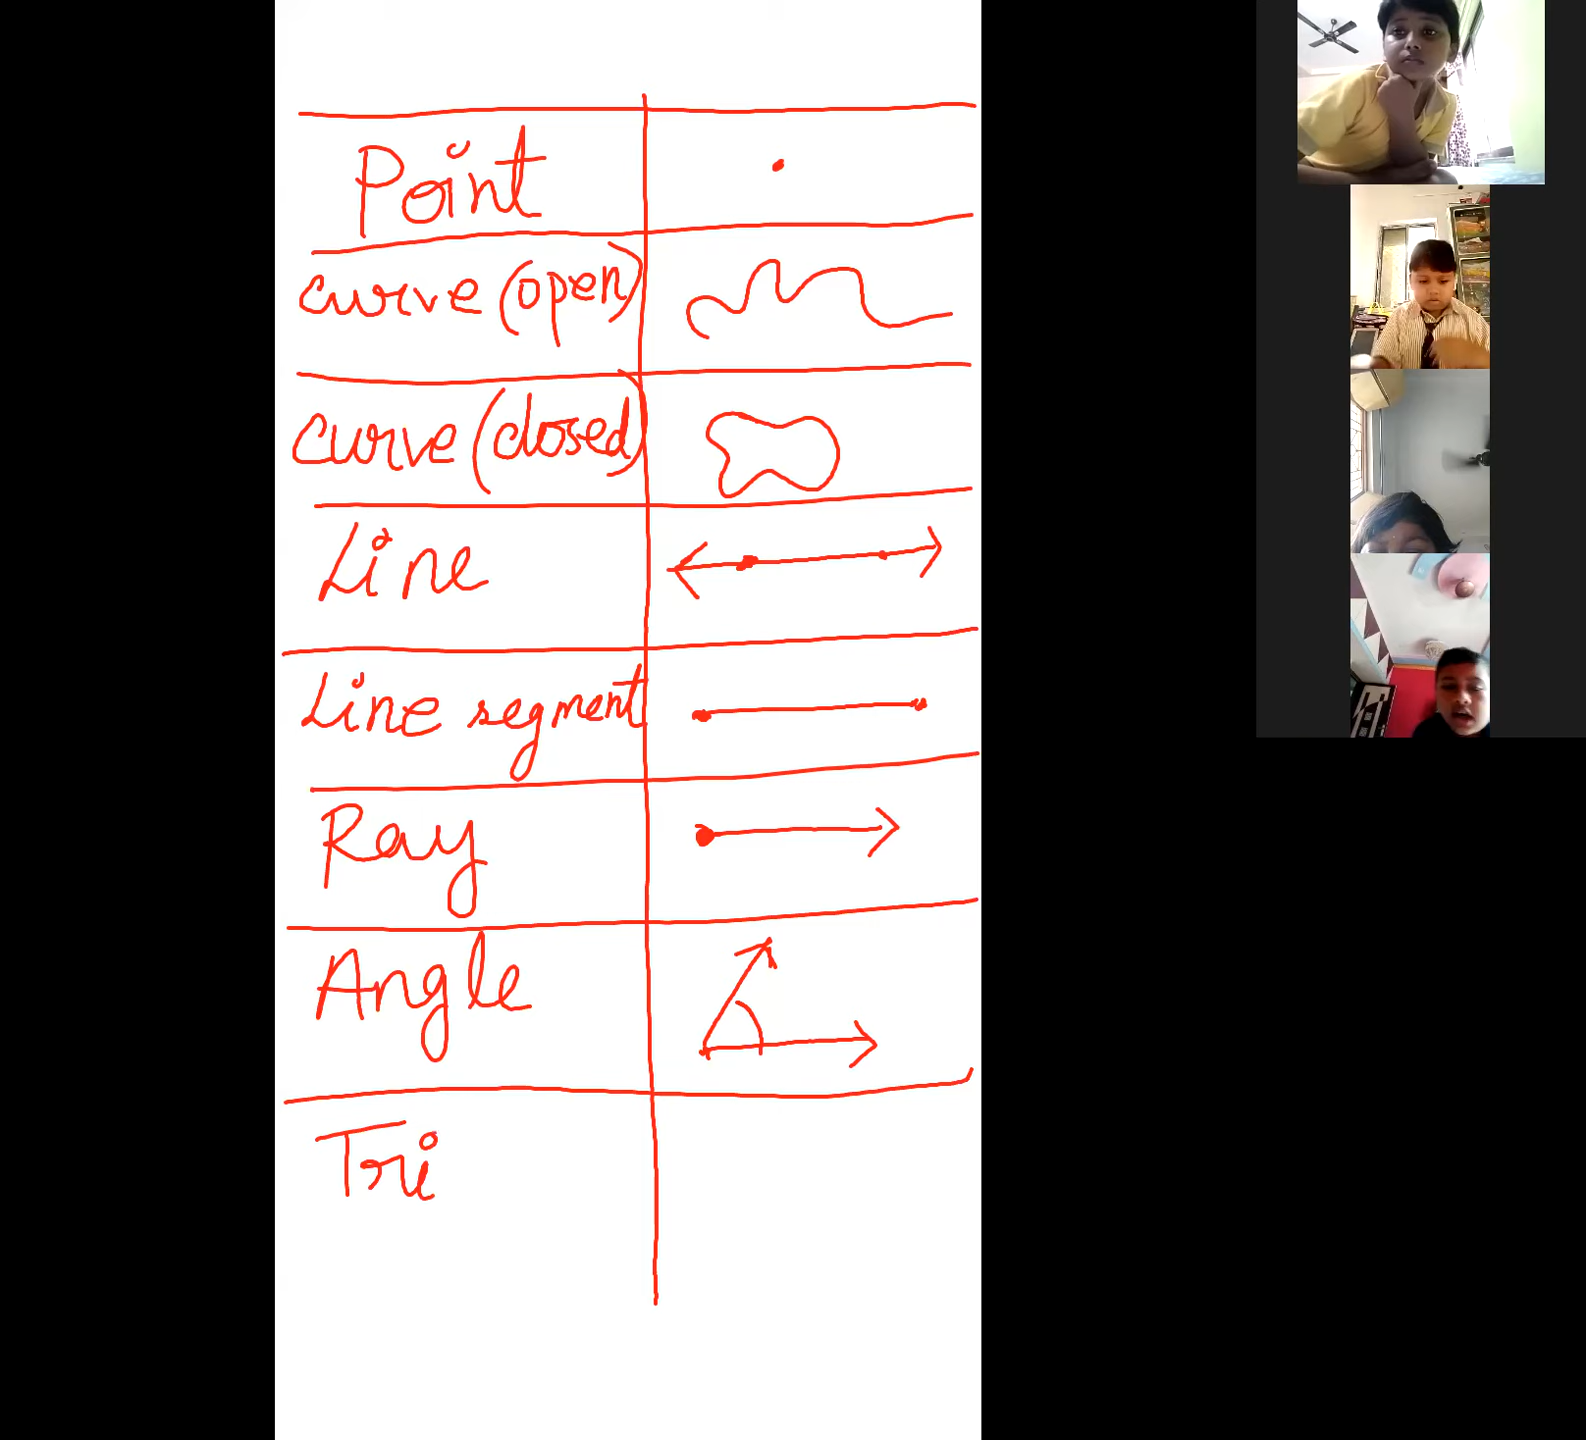 Point
curve (open)
curve (closed)
Line
Line segment
Ray
Angle
Tri